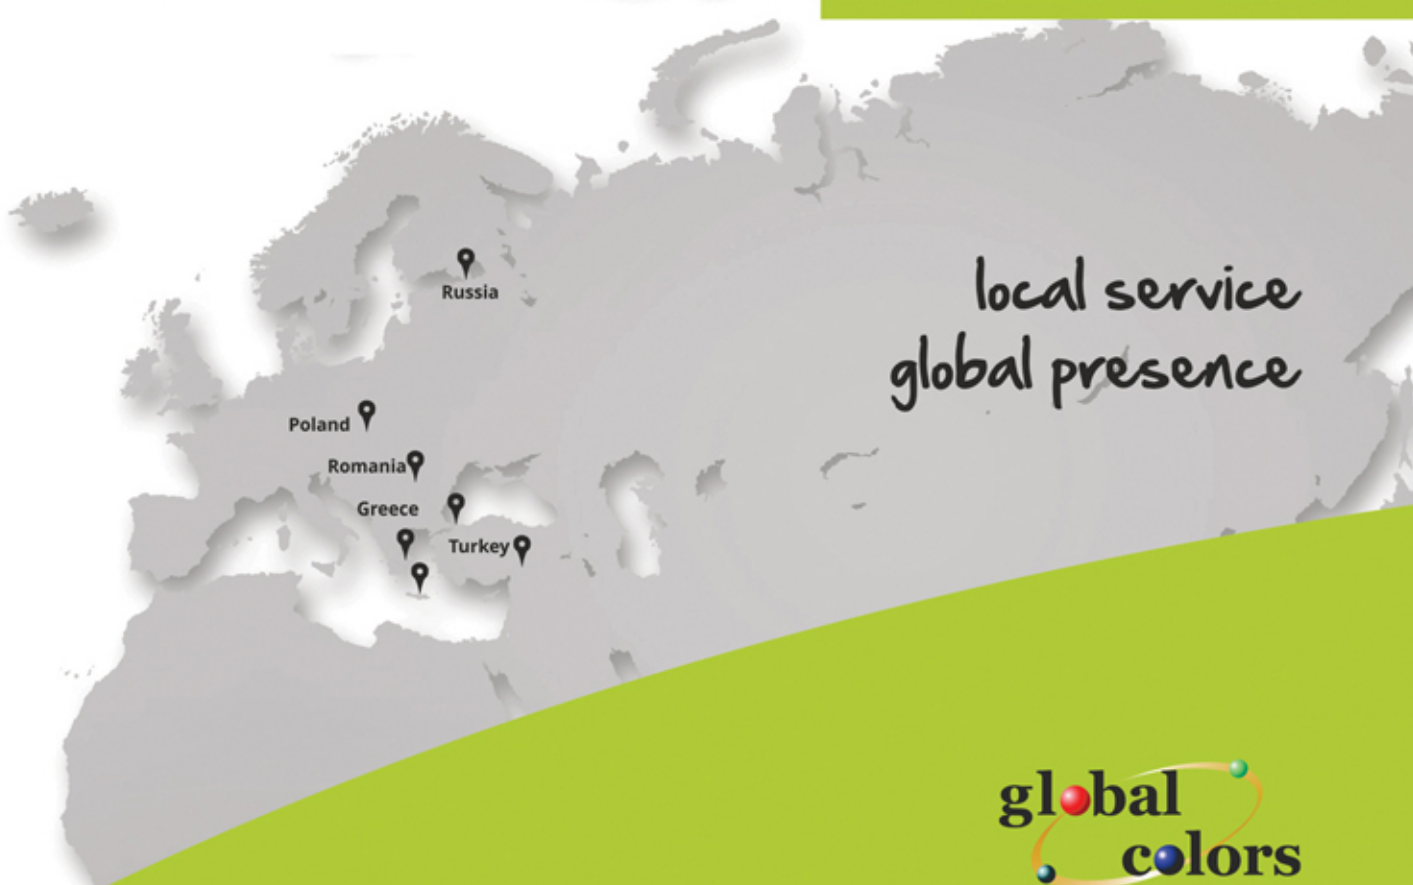 Russia
local service
global presence
Poland
Romania
Greece
Turkey
global
colors